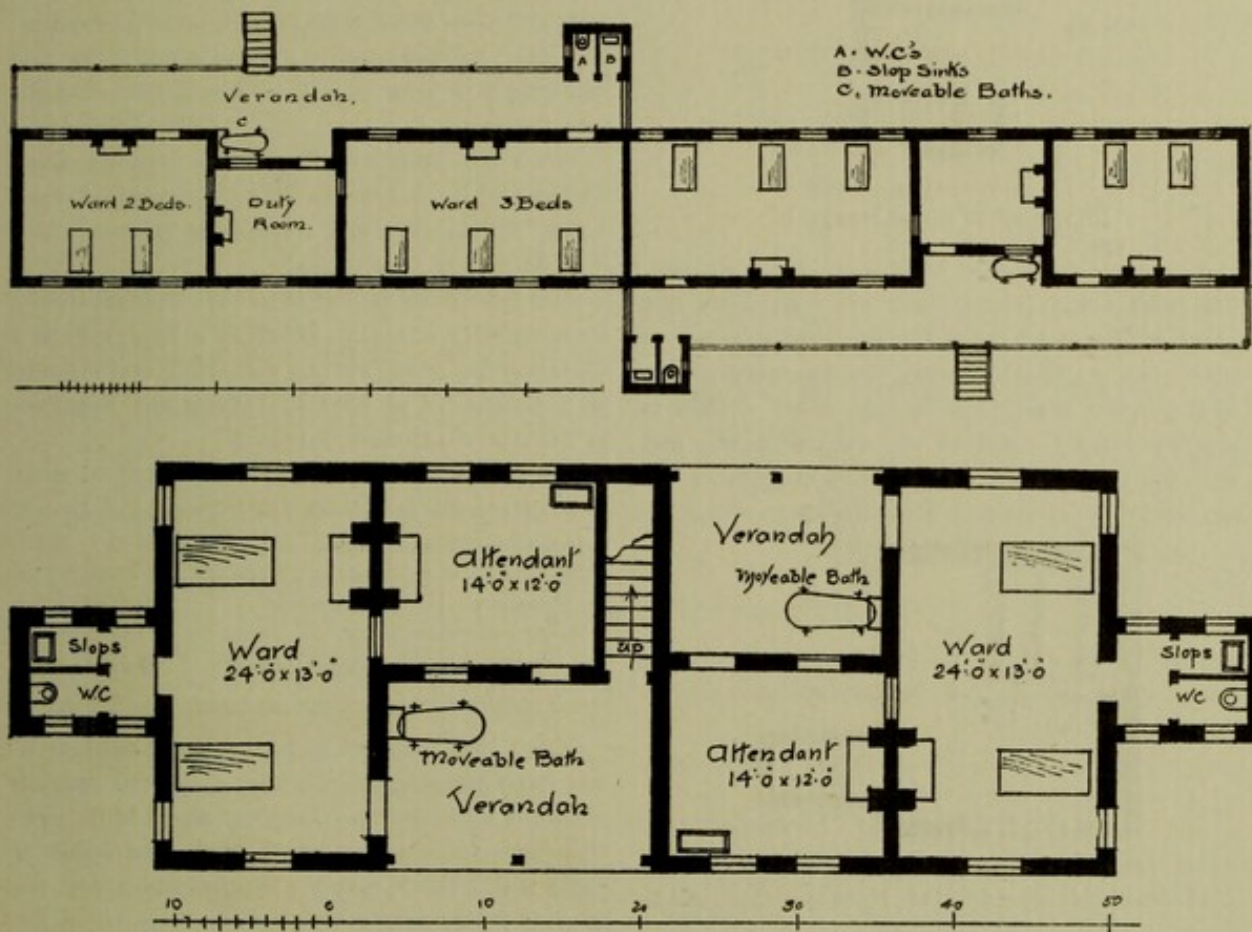 A. W.C's
B. Slop Sinks
C. Moveable Baths.
A
B
Verandah.
C
Ward 2 Beds.
Duty
Room.
Ward 3 Beds
Attendant
14'·0" x 12'·0"
Verandah
Moveable Bath
Slops
WC
Ward
24'·0" x 13'·0"
up
Ward
24'·0" x 13'·0"
Slops
WC
Moveable Bath
Verandah
Attendant
14'·0" x 12'·0"
10 0 10 20 30 40 50